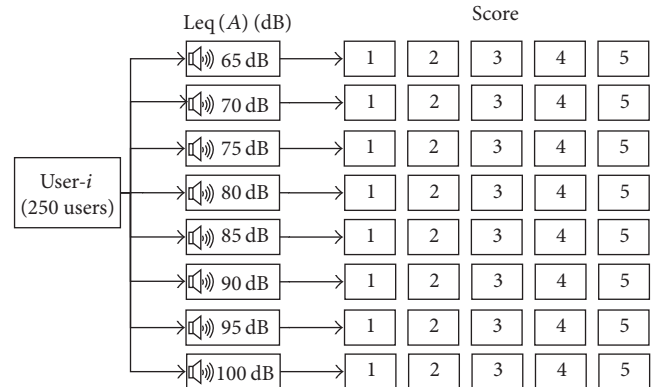 Leq (A) (dB) Score
65 dB 1 2 3 4 5
70 dB 1 2 3 4 5
75 dB 1 2 3 4 5
User-i
(250 users)
80 dB 1 2 3 4 5
85 dB 1 2 3 4 5
90 dB 1 2 3 4 5
95 dB 1 2 3 4 5
100 dB 1 2 3 4 5